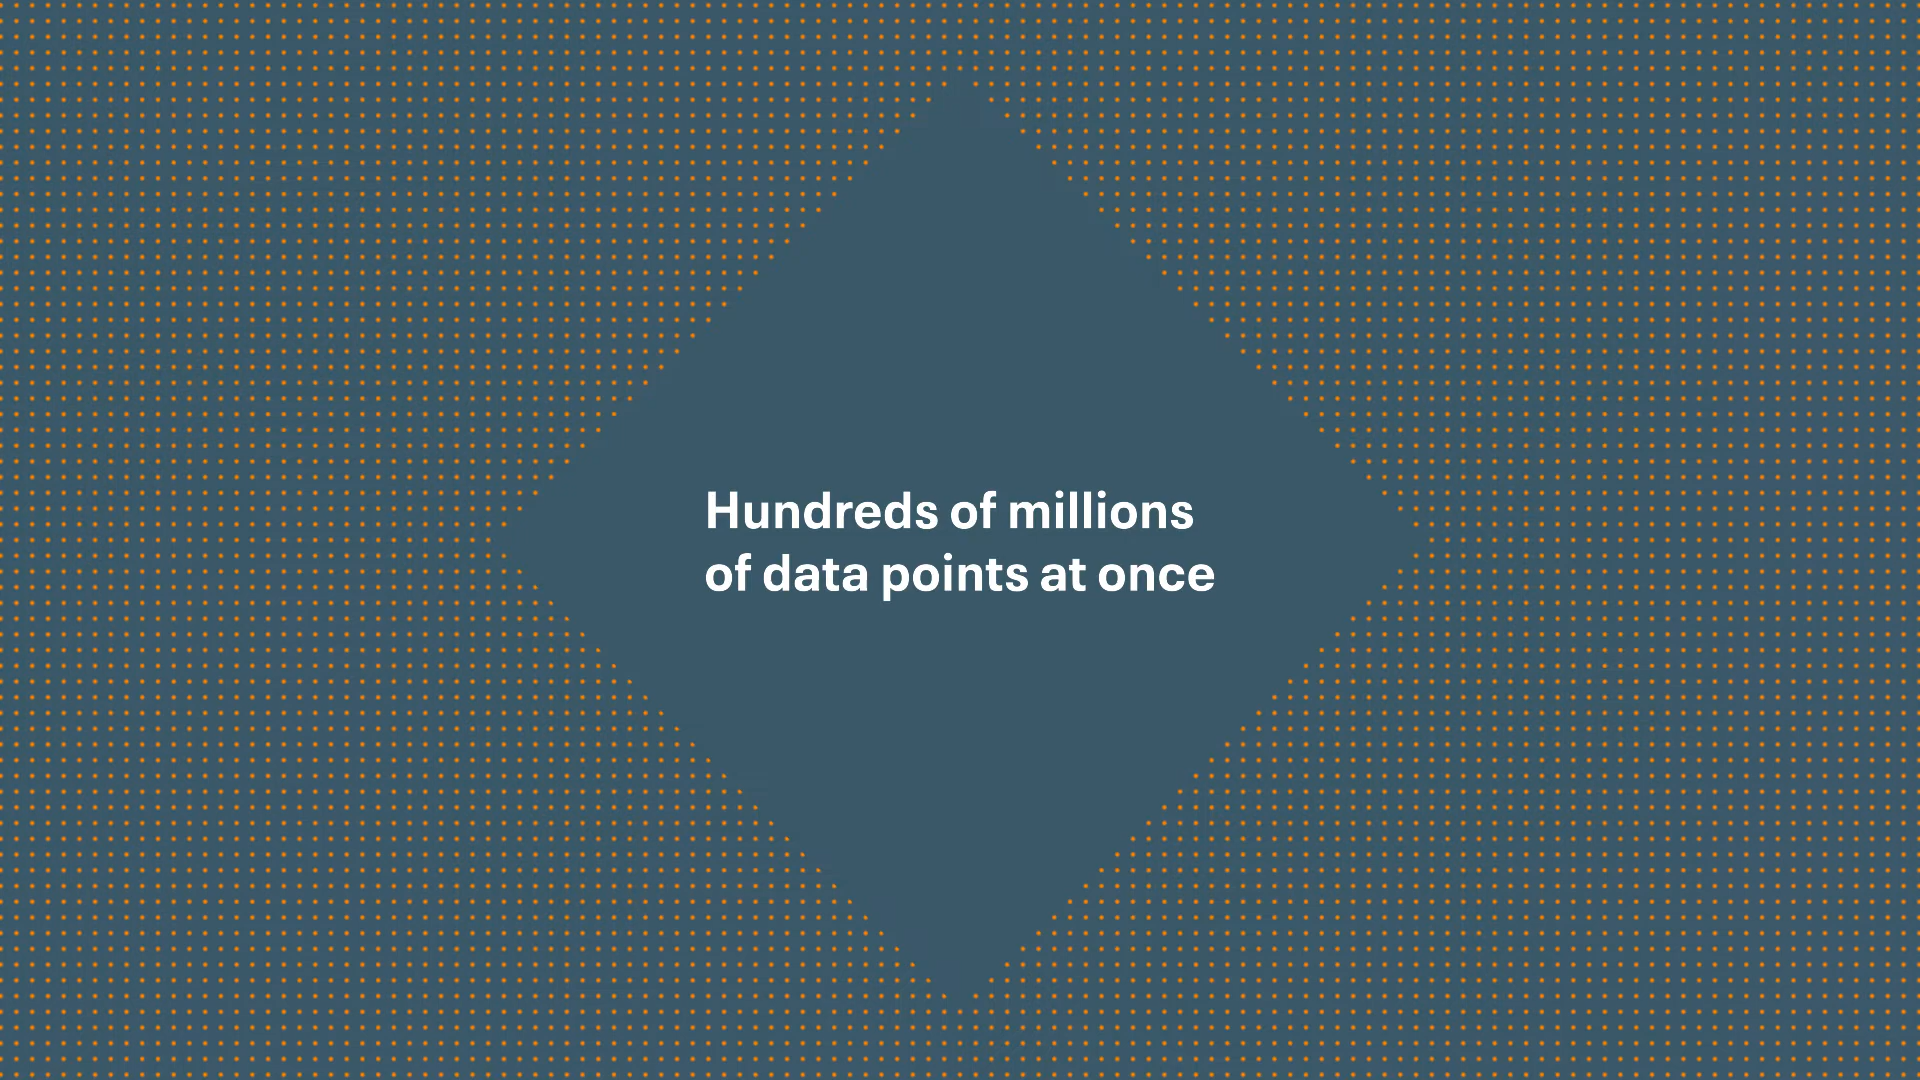 Hundreds of millions
of data points at once